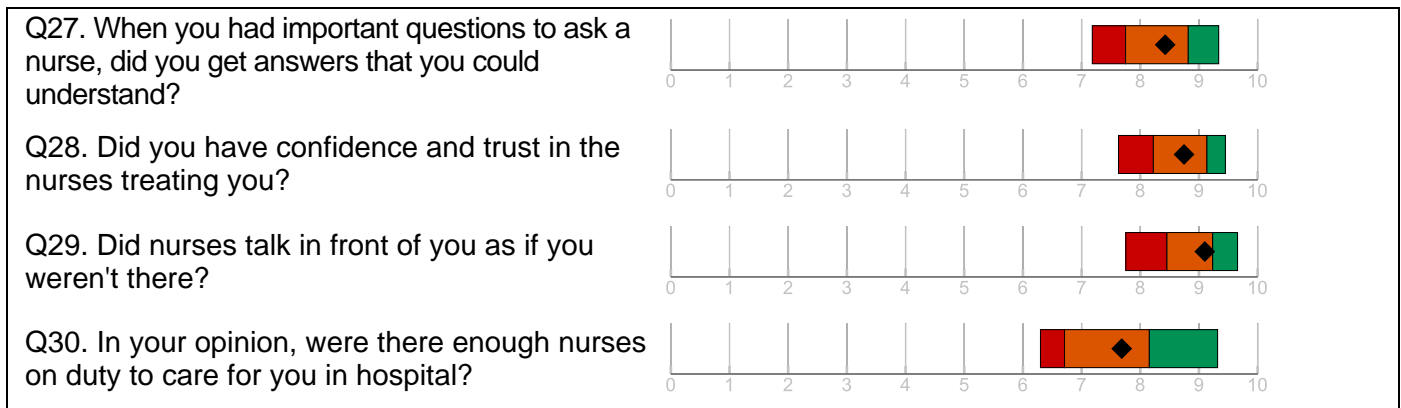 Q27. When you had important questions to ask a
nurse, did you get answers that you could
understand?
0 1 2 3 4 5 6 7 8 9 10
Q28. Did you have confidence and trust in the
nurses treating you?
0 1 2 3 4 5 6 7 8 9 10
Q29. Did nurses talk in front of you as if you
weren't there?
0 1 2 3 4 5 6 7 8 9 10
Q30. In your opinion, were there enough nurses
on duty to care for you in hospital?
0 1 2 3 4 5 6 7 8 9 10